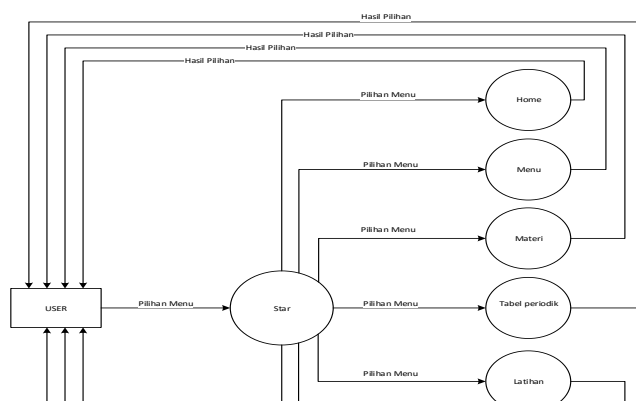 Hasil Pilihan
Hasil Pilihan
Hasil Pilihan
Hasil Pilihan
Pilihan Menu
Home
Pilihan Menu
Menu
Pilihan Menu
Materi
USER
Pilihan Menu
Star
Pilihan Menu
Tabel periodik
Pilihan Menu
Latihan